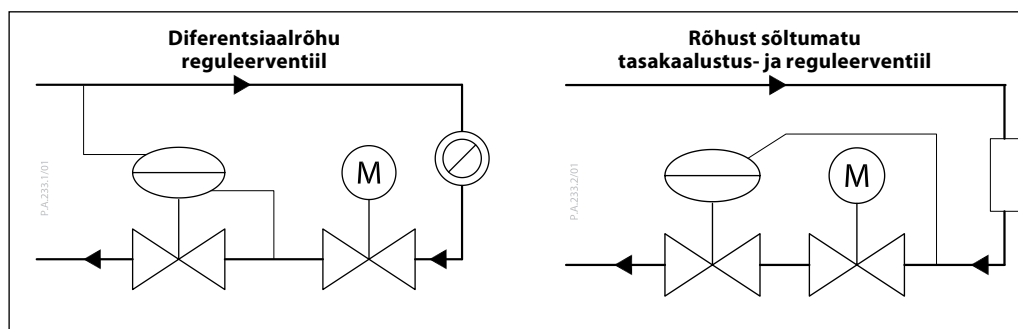 Diferentsiaalrõhu
reguleerventiil
M
P.A.233.1/01
Rõhust sõltumatu
tasakaalustus- ja reguleerventiil
M
P.A.233.2/01